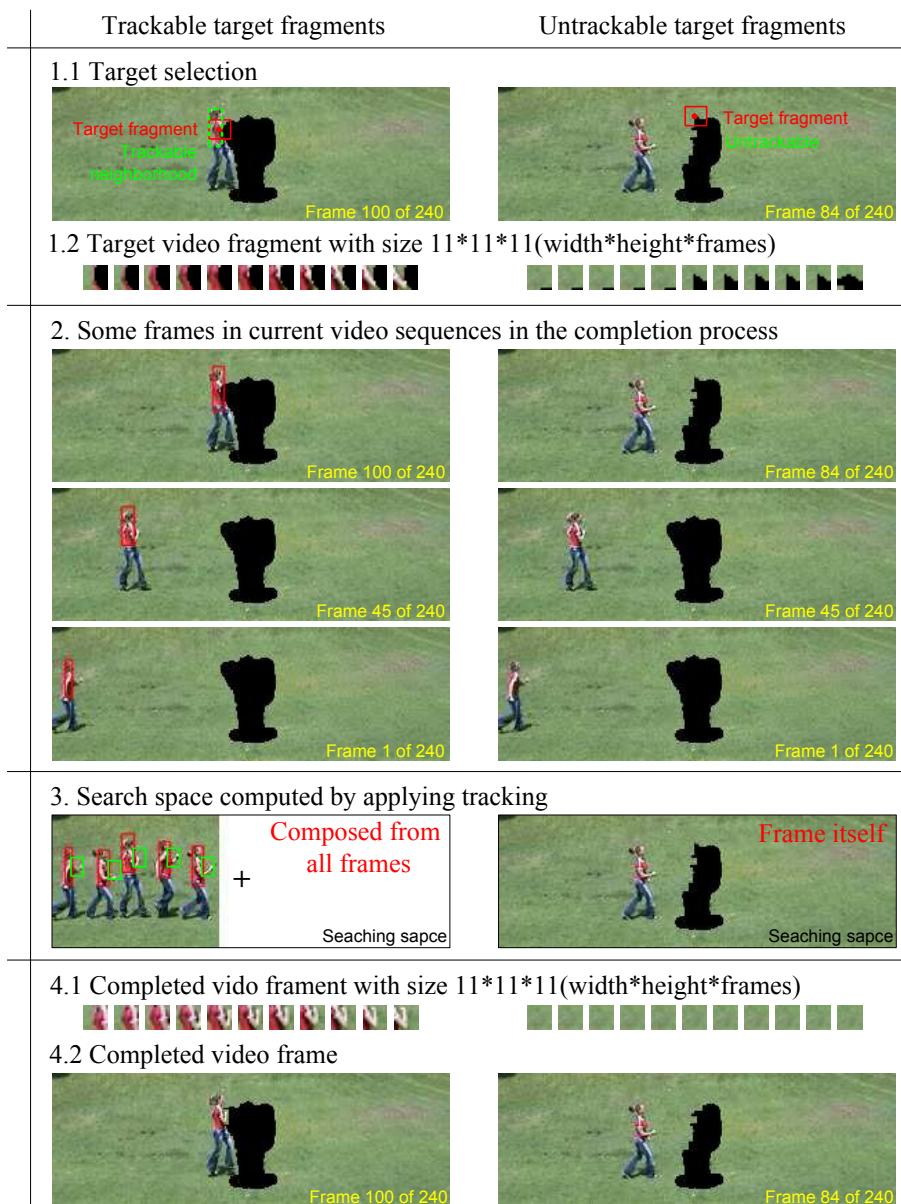 Trackable target fragments
Untrackable target fragments
1.1 Target selection
Target fragment
Trackable
neighborhood
Frame 100 of 240
Target fragment
Untrackable
Frame 84 of 240
1.2 Target video fragment with size 11*11*11(width*height*frames)
2. Some frames in current video sequences in the completion process
Frame 100 of 240
Frame 84 of 240
Frame 45 of 240
Frame 45 of 240
Frame 1 of 240
Frame 1 of 240
3. Search space computed by applying tracking
+
Composed from
all frames
Seaching sapce
Frame itself
Seaching sapce
4.1 Completed vido frament with size 11*11*11(width*height*frames)
4.2 Completed video frame
Frame 100 of 240
Frame 84 of 240